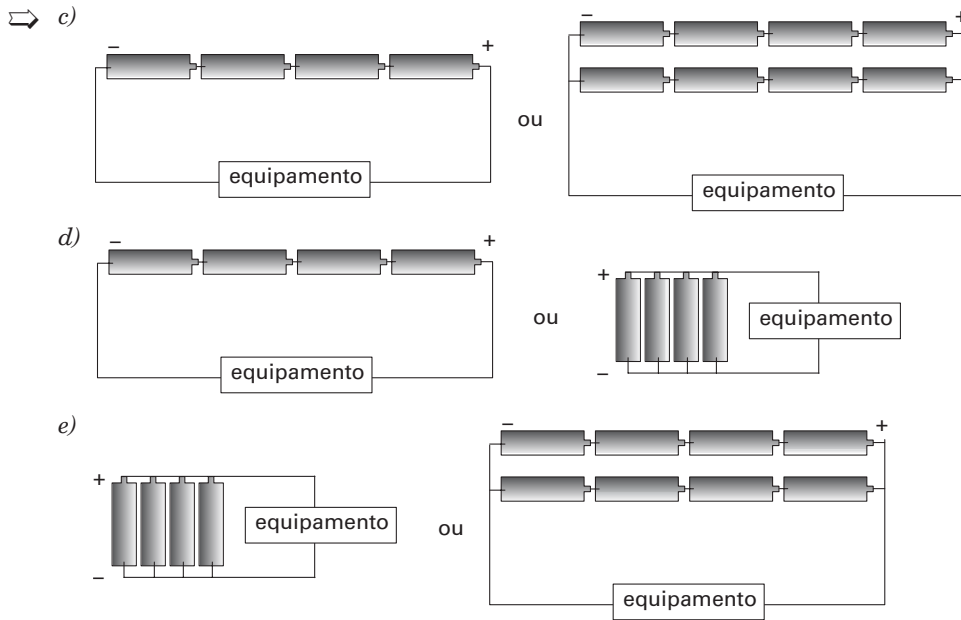 c)
– + – +
ou
equipamento equipamento
d)
– +
+
ou equipamento
–
equipamento
e)
– +
+
equipamento ou
–
equipamento